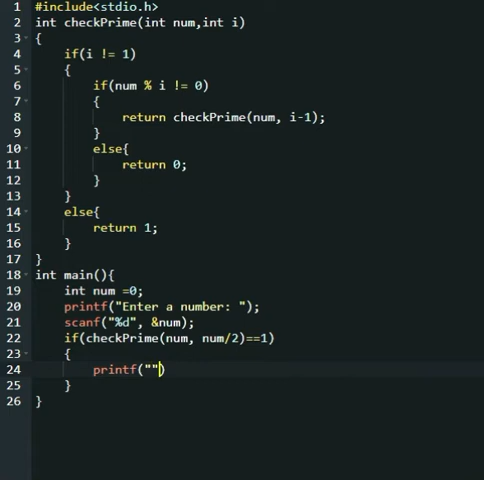 1 #include<stdio.h>
2 int checkPrime(int num,int i)
3 {
4 if(i != 1)
5 {
6 if(num % i != 0)
7 {
8 return checkPrime(num, i-1);
9 }
10 else{
11 return 0;
12 }
13 }
14 else{
15 return 1;
16 }
17 }
18 int main(){
19 int num =0;
20 printf("Enter a number: ");
21 scanf("%d", &num);
22 if(checkPrime(num, num/2)==1)
23 {
24 printf("")
25 }
26 }